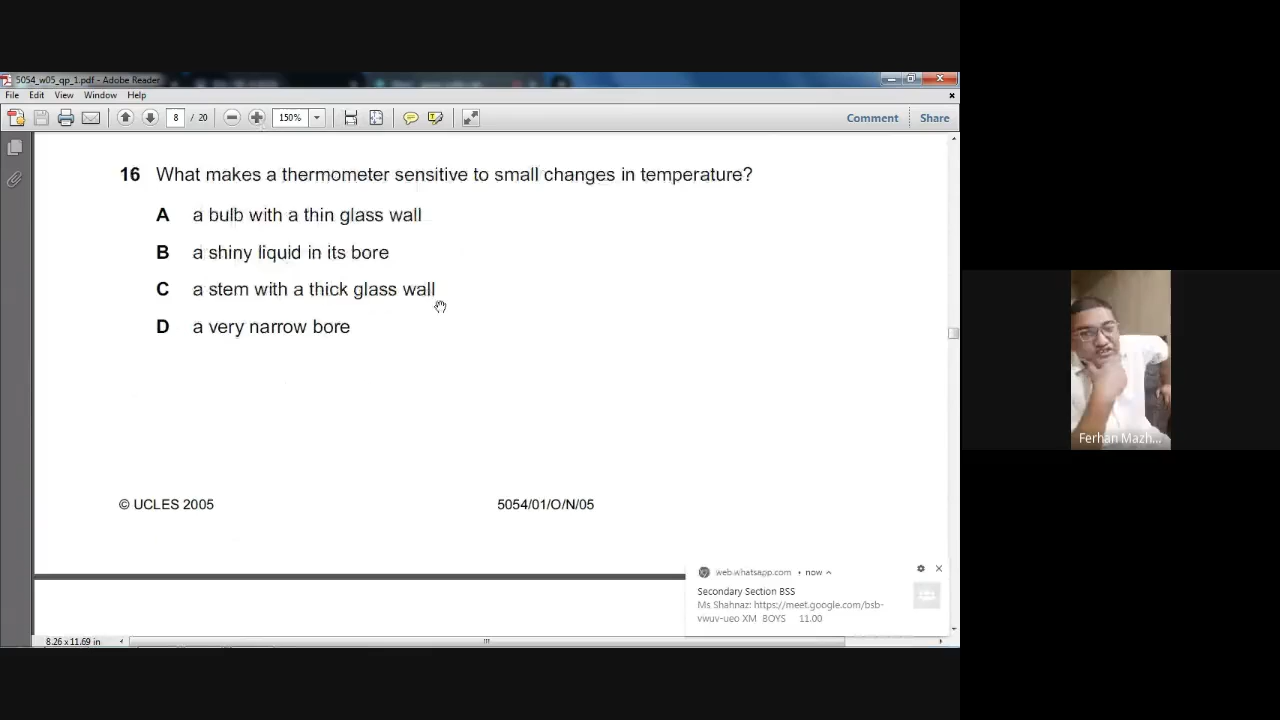 5054_w05_qp_1.pdf - Adobe Reader
File Edit View Window Help
8 / 20 150% Comment Share
16 What makes a thermometer sensitive to small changes in temperature?
A a bulb with a thin glass wall
B a shiny liquid in its bore
C a stem with a thick glass wall
D a very narrow bore
© UCLES 2005 5054/01/O/N/05
web.whatsapp.com • now
Secondary Section BSS
Ms Shahnaz: https://meet.google.com/bsb-
vwuv-ueo XM BOYS 11.00
8.26 x 11.69 in
Ferhan Mazh...